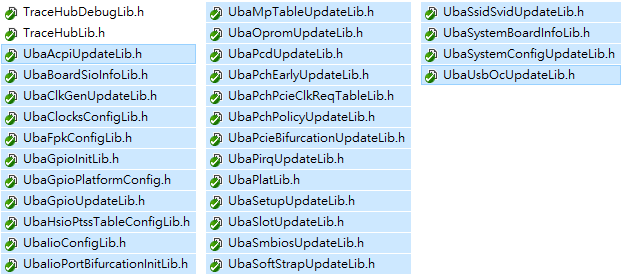 TraceHubDebugLib.h
TraceHubLib.h
UbaAcpiUpdateLib.h
UbaBoardSioInfoLib.h
UbaClkGenUpdateLib.h
UbaClocksConfigLib.h
UbaFpkConfigLib.h
UbaGpioInitLib.h
UbaGpioPlatformConfig.h
UbaGpioUpdateLib.h
UbaHsioPtssTableConfigLib.h
UbaIioConfigLib.h
UbaIioPortBifurcationInitLib.h
UbaMpTableUpdateLib.h
UbaOpromUpdateLib.h
UbaPcdUpdateLib.h
UbaPchEarlyUpdateLib.h
UbaPchPcieClkReqTableLib.h
UbaPchPolicyUpdateLib.h
UbaPcieBifurcationUpdateLib.h
UbaPirqUpdateLib.h
UbaPlatLib.h
UbaSetupUpdateLib.h
UbaSlotUpdateLib.h
UbaSmbiosUpdateLib.h
UbaSoftStrapUpdateLib.h
UbaSsidSvidUpdateLib.h
UbaSystemBoardInfoLib.h
UbaSystemConfigUpdateLib.h
UbaUsbOcUpdateLib.h